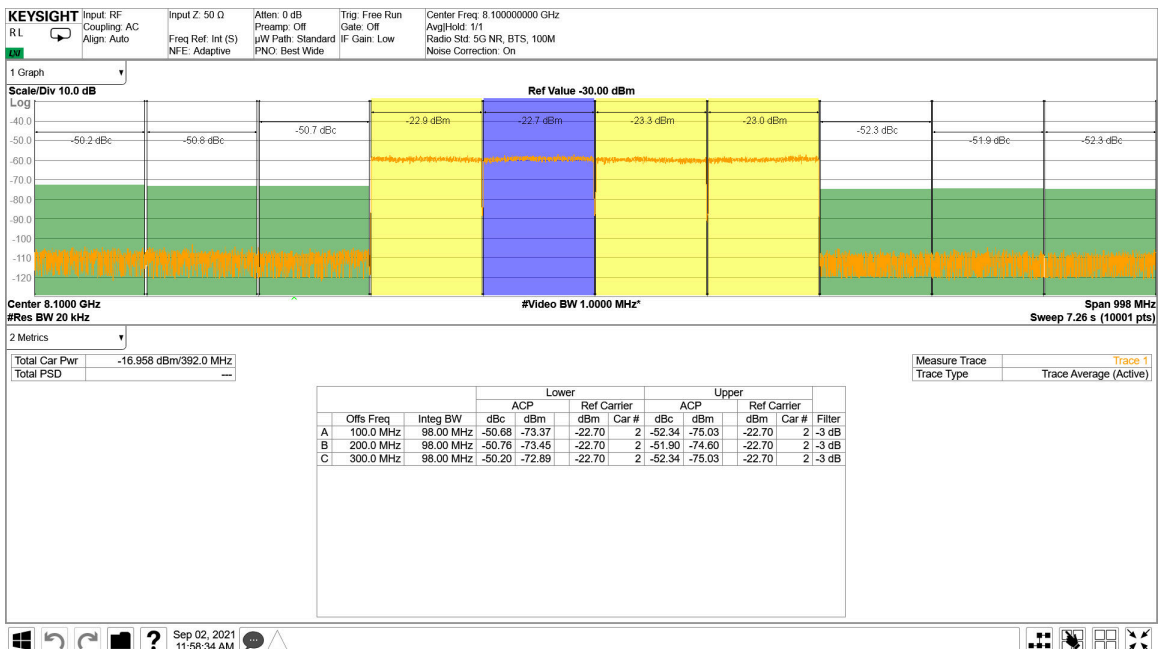 KEYSIGHT Input: RF Input Z: 50 Ω Atten: 0 dB Trig: Free Run Center Freq: 8.100000000 GHz
R L Coupling: AC Preamp: Off Gate: Off Avg|Hold: 1/1
Align: Auto Freq Ref: Int (S) µW Path: Standard IF Gain: Low Radio Std: 5G NR, BTS, 100M
LXI NFE: Adaptive PNO: Best Wide Noise Correction: On
1 Graph
Scale/Div 10.0 dB Ref Value -30.00 dBm
Log
-40.0 -22.9 dBm -22.7 dBm -23.3 dBm -23.0 dBm
-50.7 dBc -52.3 dBc
-50.0 -50.2 dBc -50.8 dBc -51.9 dBc -52.3 dBc
-60.0
-70.0
-80.0
-90.0
-100
-110
-120
Center 8.1000 GHz #Video BW 1.0000 MHz* Span 998 MHz
#Res BW 20 kHz Sweep 7.26 s (10001 pts)
2 Metrics
Total Car Pwr -16.958 dBm/392.0 MHz Measure Trace Trace 1
Total PSD --- Trace Type Trace Average (Active)
Lower Upper
ACP Ref Carrier ACP Ref Carrier
Offs Freq Integ BW dBc dBm dBm Car # dBc dBm dBm Car # Filter
A 100.0 MHz 98.00 MHz -50.68 -73.37 -22.70 2 -52.34 -75.03 -22.70 2 -3 dB
B 200.0 MHz 98.00 MHz -50.76 -73.45 -22.70 2 -51.90 -74.60 -22.70 2 -3 dB
C 300.0 MHz 98.00 MHz -50.20 -72.89 -22.70 2 -52.34 -75.03 -22.70 2 -3 dB
? Sep 02, 2021
11:58:34 AM